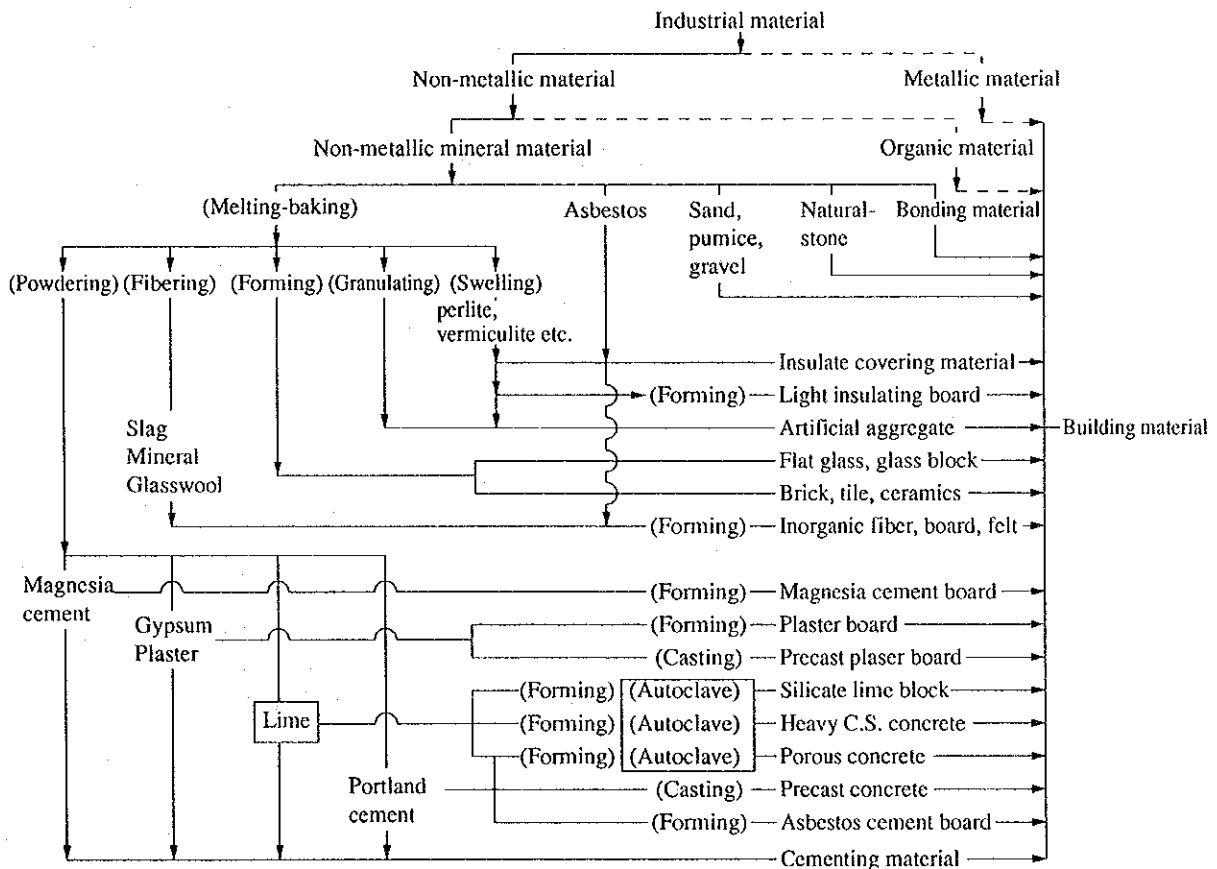 Industrial material
Non-metallic material
Metallic material
Non-metallic mineral material
Organic material
(Melting-baking)
Asbestos
Sand,
pumice,
gravel
Natural-
stone
Bonding material
(Powdering)
(Fibering)
(Forming)
(Granulating)
(Swelling)
perlite,
vermiculite etc.
Insulate covering material
(Forming) Light insulating board
Artificial aggregate
Building material
Slag
Mineral
Glasswool
Flat glass, glass block
Brick, tile, ceramics
(Forming) Inorganic fiber, board, felt
Magnesia
cement
(Forming) Magnesia cement board
Gypsum
Plaster
(Forming) Plaster board
(Casting) Precast plaser board
Lime
(Forming) (Autoclave) Silicate lime block
(Forming) (Autoclave) Heavy C.S. concrete
(Forming) (Autoclave) Porous concrete
Portland
cement
(Casting) Precast concrete
(Forming) Asbestos cement board
Cementing material